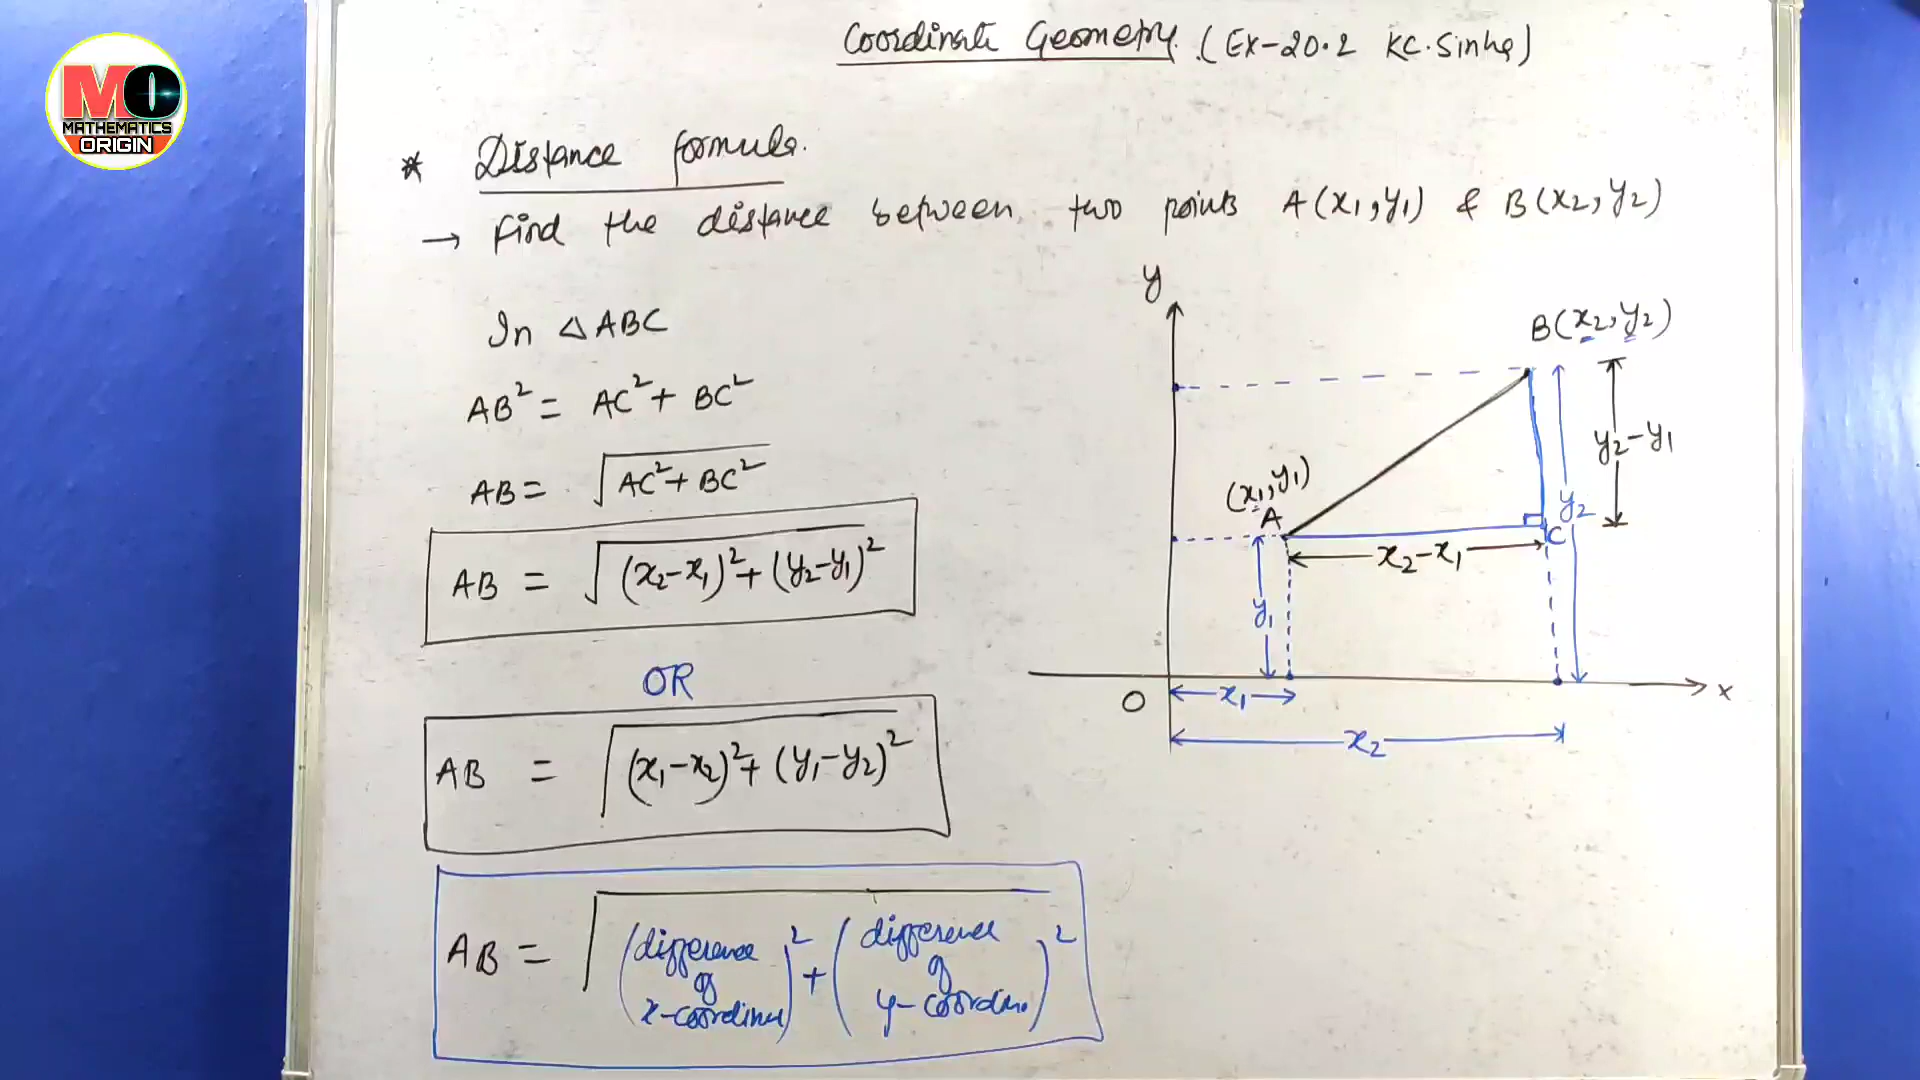 MO
MATHEMATICS
ORIGIN
Coordinate Geometry. (EX-20.2 KC.Sinha)
* Distance formula.
→ Find the distance between two points A(x₁,y₁) & B(x₂,y₂)
In △ABC
AB² = AC² + BC²
AB = √(AC² + BC²)
AB = √((x₂-x₁)² + (y₂-y₁)²)
OR
AB = √((x₁-x₂)² + (y₁-y₂)²)
AB = √((difference of x-coordinate)² + (difference of y-coordin.)²)
y
B(x₂,y₂)
y₂-y₁
(x₁,y₁)
A
y₂
C
x₂-x₁
y₁
O
x₁
x
x₂